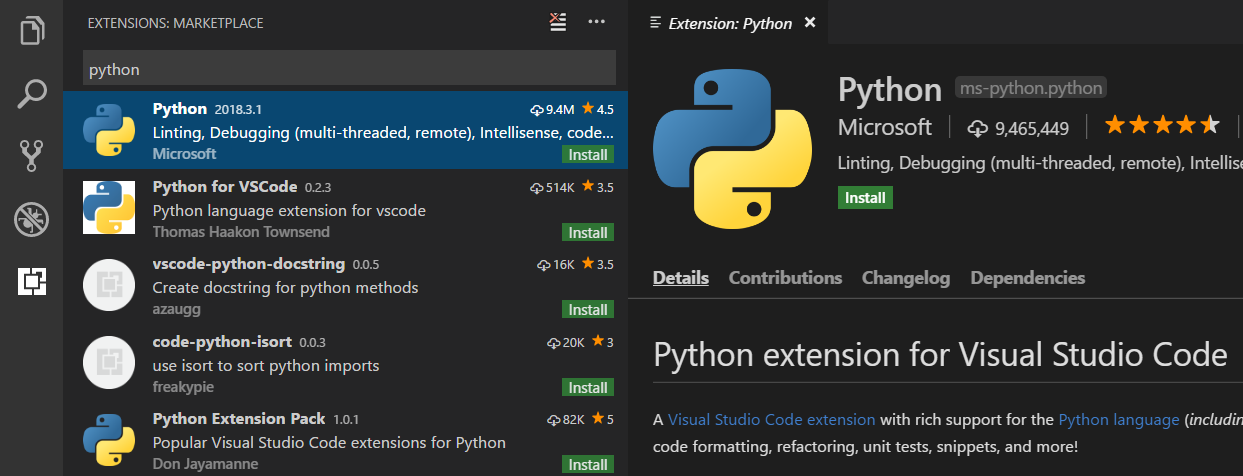 EXTENSIONS: MARKETPLACE
python
Python 2018.3.1 9.4M 4.5
Linting, Debugging (multi-threaded, remote), Intellisense, code...
Microsoft Install
Python for VSCode 0.2.3 514K 3.5
Python language extension for vscode
Thomas Haakon Townsend Install
vscode-python-docstring 0.0.5 16K 3.5
Create docstring for python methods
azaugg Install
code-python-isort 0.0.3 20K 3
use isort to sort python imports
freakypie Install
Python Extension Pack 1.0.1 82K 5
Popular Visual Studio Code extensions for Python
Don Jayamanne Install
Extension: Python
Python ms-python.python
Microsoft 9,465,449
Linting, Debugging (multi-threaded, remote), Intellise
Install
Details Contributions Changelog Dependencies
Python extension for Visual Studio Code
A Visual Studio Code extension with rich support for the Python language (includin
code formatting, refactoring, unit tests, snippets, and more!